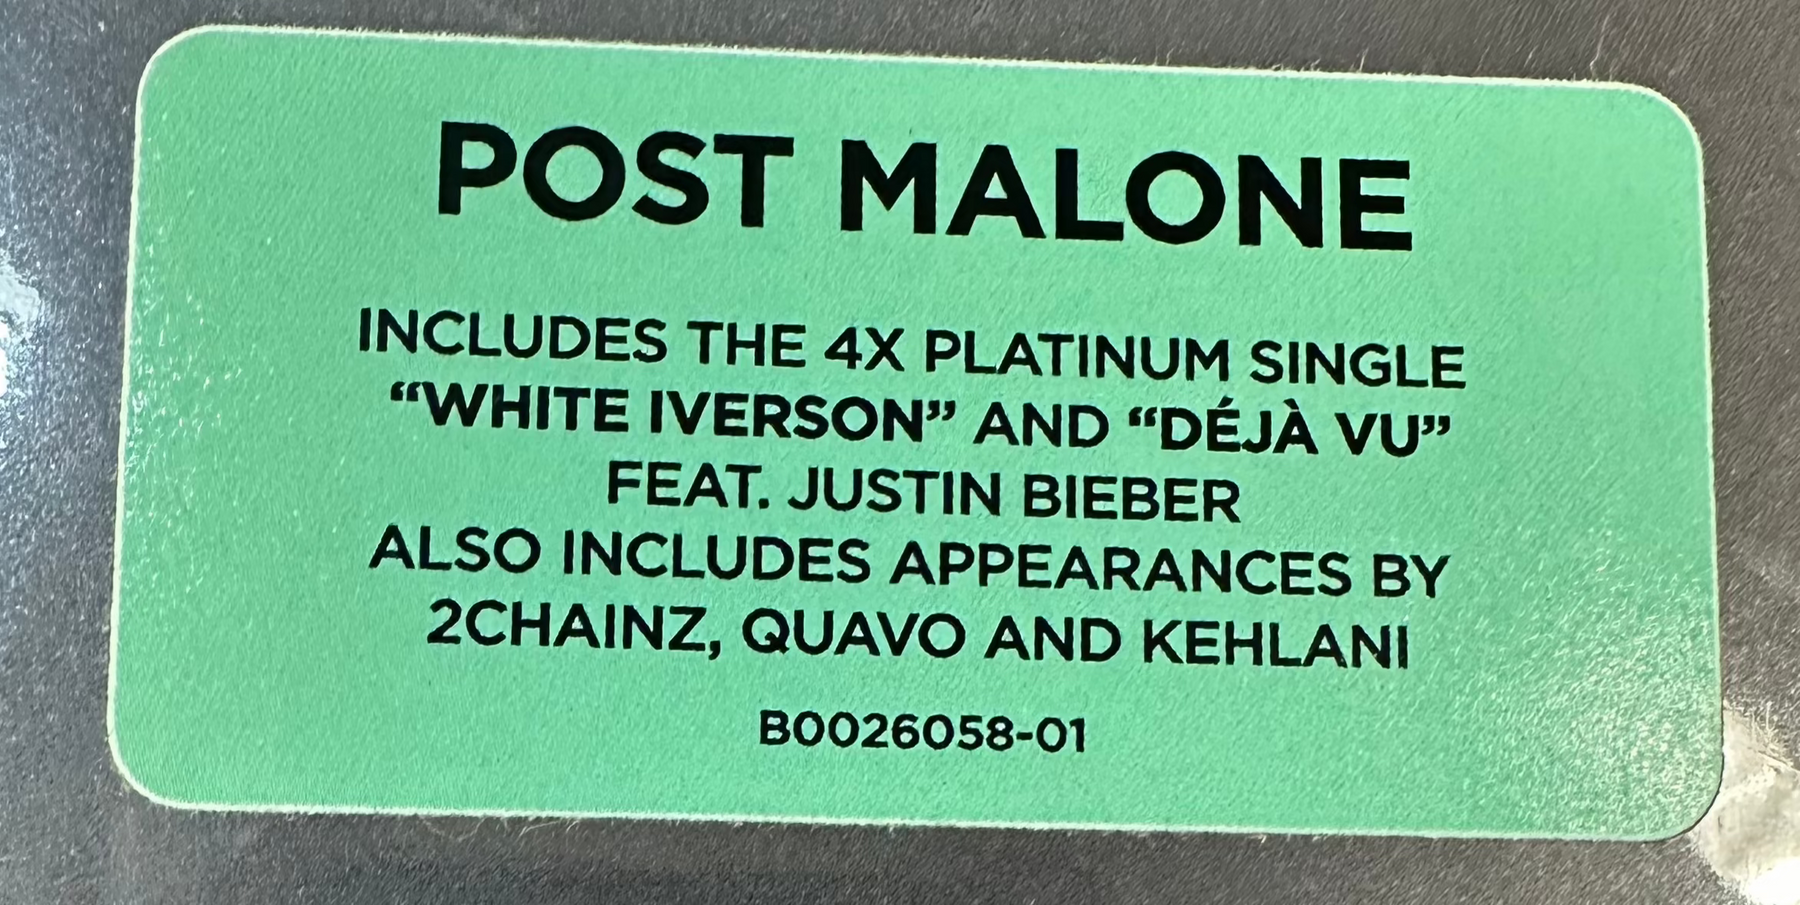 POST MALONE
INCLUDES THE 4X PLATINUM SINGLE
“WHITE IVERSON” AND “DÉJÀ VU”
FEAT. JUSTIN BIEBER
ALSO INCLUDES APPEARANCES BY
2CHAINZ, QUAVO AND KEHLANI
B0026058-01